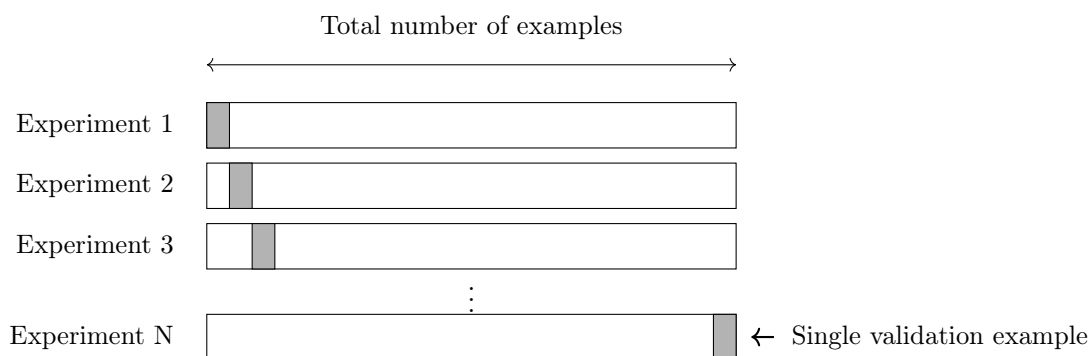 Total number of examples
Experiment 1
Experiment 2
Experiment 3
⋮
Experiment N
Single validation example